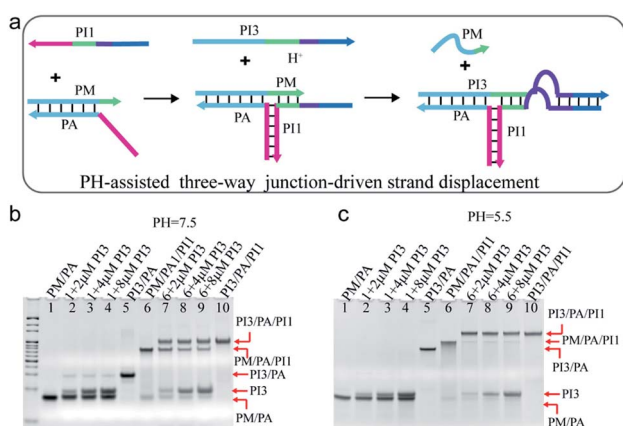 a
PI1
PI3
H+
PM
PM
PM
PI3
PA
PA
PI1
PA
PI1
PH-assisted three-way junction-driven strand displacement
b
PH=7.5
PM/PA
1+2μM PI3
1+4μM PI3
1+8μM PI3
PI3/PA
PM/PA1/PI1
6+2μM PI3
6+4μM PI3
6+8μM PI3
PI3/PA/PI1
1 2 3 4 5 6 7 8 9 10
PI3/PA/PI1
PM/PA/PI1
PI3/PA
PI3
PM/PA
c
PH=5.5
PM/PA
1+2μM PI3
1+4μM PI3
1+8μM PI3
PI3/PA
PM/PA/PI1
6+2μM PI3
6+4μM PI3
6+8μM PI3
PI3/PA/PI1
1 2 3 4 5 6 7 8 9 10
PI3/PA/PI1
PM/PA/PI1
PI3/PA
PI3
PM/PA